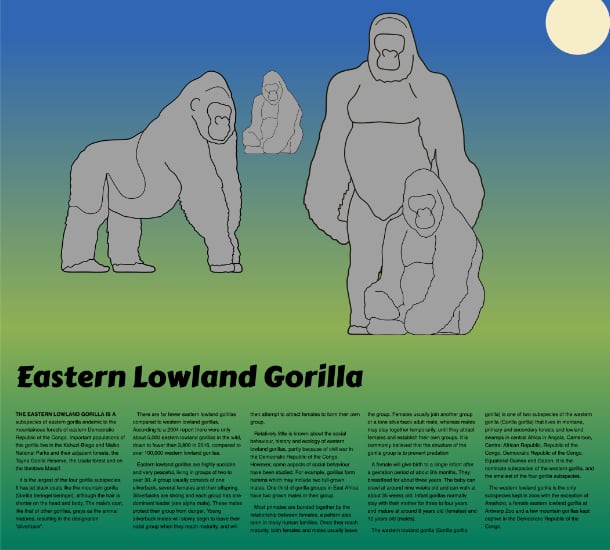 Eastern Lowland Gorilla
THE EASTERN LOWLAND GORILLA IS A
subspecies of eastern gorilla endemic to the
mountainous forests of eastern Democratic
Republic of the Congo. Important populations of
this gorilla live in the Kahuzi-Biega and Maiko
National Parks and their adjacent forests, the
Tayna Gorilla Reserve, the Usala forest and on
the Itombwe Massif.
It is the largest of the four gorilla subspecies.
It has jet black coats like the mountain gorilla
(Gorilla beringei beringei), although the hair is
shorter on the head and body. The male's coat,
like that of other gorillas, greys as the animal
matures, resulting in the designation
"silverback".
There are far fewer eastern lowland gorillas
compared to western lowland gorillas.
According to a 2004 report there were only
about 5,000 eastern lowland gorillas in the wild,
down to fewer than 3,800 in 2016, compared to
over 100,000 western lowland gorillas.
Eastern lowland gorillas are highly sociable
and very peaceful, living in groups of two to
over 30. A group usually consists of one
silverback, several females and their offspring.
Silverbacks are strong and each group has one
dominant leader (see alpha male). These males
protect their group from danger. Young
silverback males will slowly begin to leave their
natal group when they reach maturity, and will
then attempt to attract females to form their own
group.
Relatively little is known about the social
behaviour, history and ecology of eastern
lowland gorillas, partly because of civil war in
the Democratic Republic of the Congo.
However, some aspects of social behaviour
have been studied. For example, gorillas form
harems which may include two full-grown
males. One third of gorilla groups in East Africa
have two grown males in their group.
Most primates are bonded together by the
relationship between females, a pattern also
seen in many human families. Once they reach
maturity, both females and males usually leave
the group. Females usually join another group
or a lone silverback adult male, whereas males
may stay together temporarily, until they attract
females and establish their own groups. It is
commonly believed that the structure of the
gorilla group is to prevent predation.
A female will give birth to a single infant after
a gestation period of about 8½ months. They
breastfeed for about three years. The baby can
crawl at around nine weeks old and can walk at
about 35 weeks old. Infant gorillas normally
stay with their mother for three to four years
and mature at around 8 years old (females) and
12 years old (males).
The western lowland gorilla (Gorilla gorilla
gorilla) is one of two subspecies of the western
gorilla (Gorilla gorilla) that lives in montane,
primary and secondary forests and lowland
swamps in central Africa in Angola, Cameroon,
Central African Republic, Republic of the
Congo, Democratic Republic of the Congo,
Equatorial Guinea and Gabon. It is the
nominate subspecies of the western gorilla, and
the smallest of the four gorilla subspecies.
The western lowland gorilla is the only
subspecies kept in zoos with the exception of
Amahoro, a female eastern lowland gorilla at
Antwerp Zoo and a few mountain gorillas kept
captive in the Democratic Republic of the
Congo.